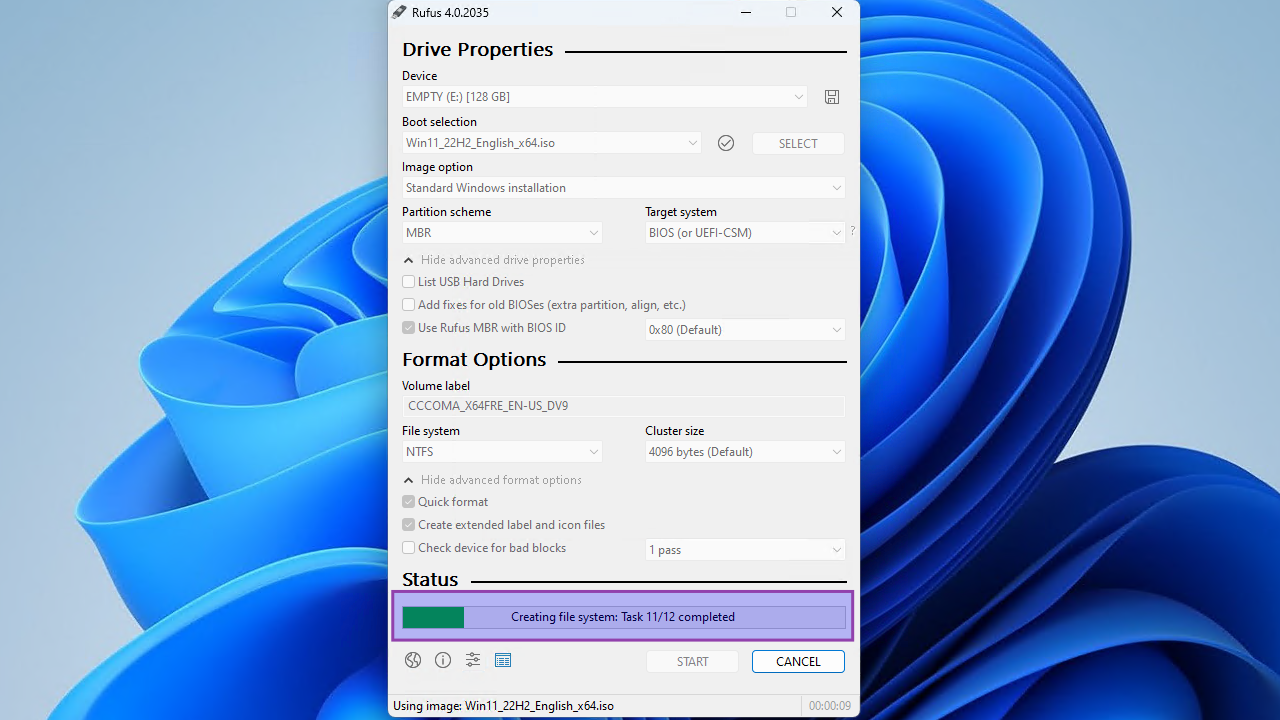 Rufus 4.0.2035
Drive Properties
Device
EMPTY (E:) [128 GB]
Boot selection
Win11_22H2_English_x64.iso
SELECT
Image option
Standard Windows installation
Partition scheme
Target system
MBR
BIOS (or UEFI-CSM)
?
Hide advanced drive properties
List USB Hard Drives
Add fixes for old BIOSes (extra partition, align, etc.)
Use Rufus MBR with BIOS ID
0x80 (Default)
Format Options
Volume label
CCCOMA_X64FRE_EN-US_DV9
File system
Cluster size
NTFS
4096 bytes (Default)
Hide advanced format options
Quick format
Create extended label and icon files
Check device for bad blocks
1 pass
Status
Creating file system: Task 11/12 completed
START
CANCEL
Using image: Win11_22H2_English_x64.iso
00:00:09